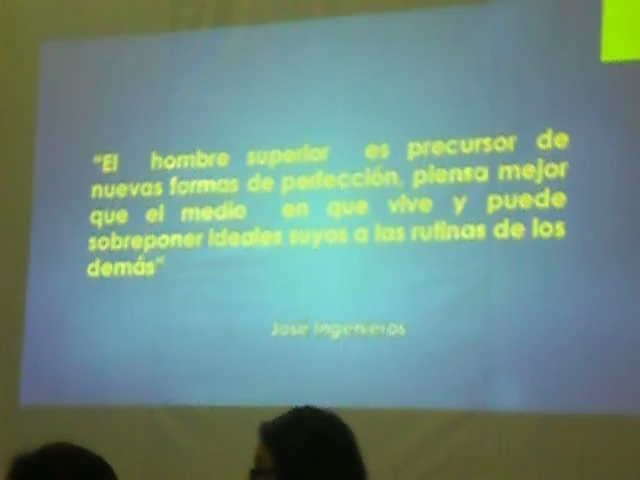 “El hombre superior es precursor de
nuevas formas de perfección, piensa mejor
que el medio en que vive y puede
sobreponer ideales suyos a las rutinas de los
demás”
José Ingenieros